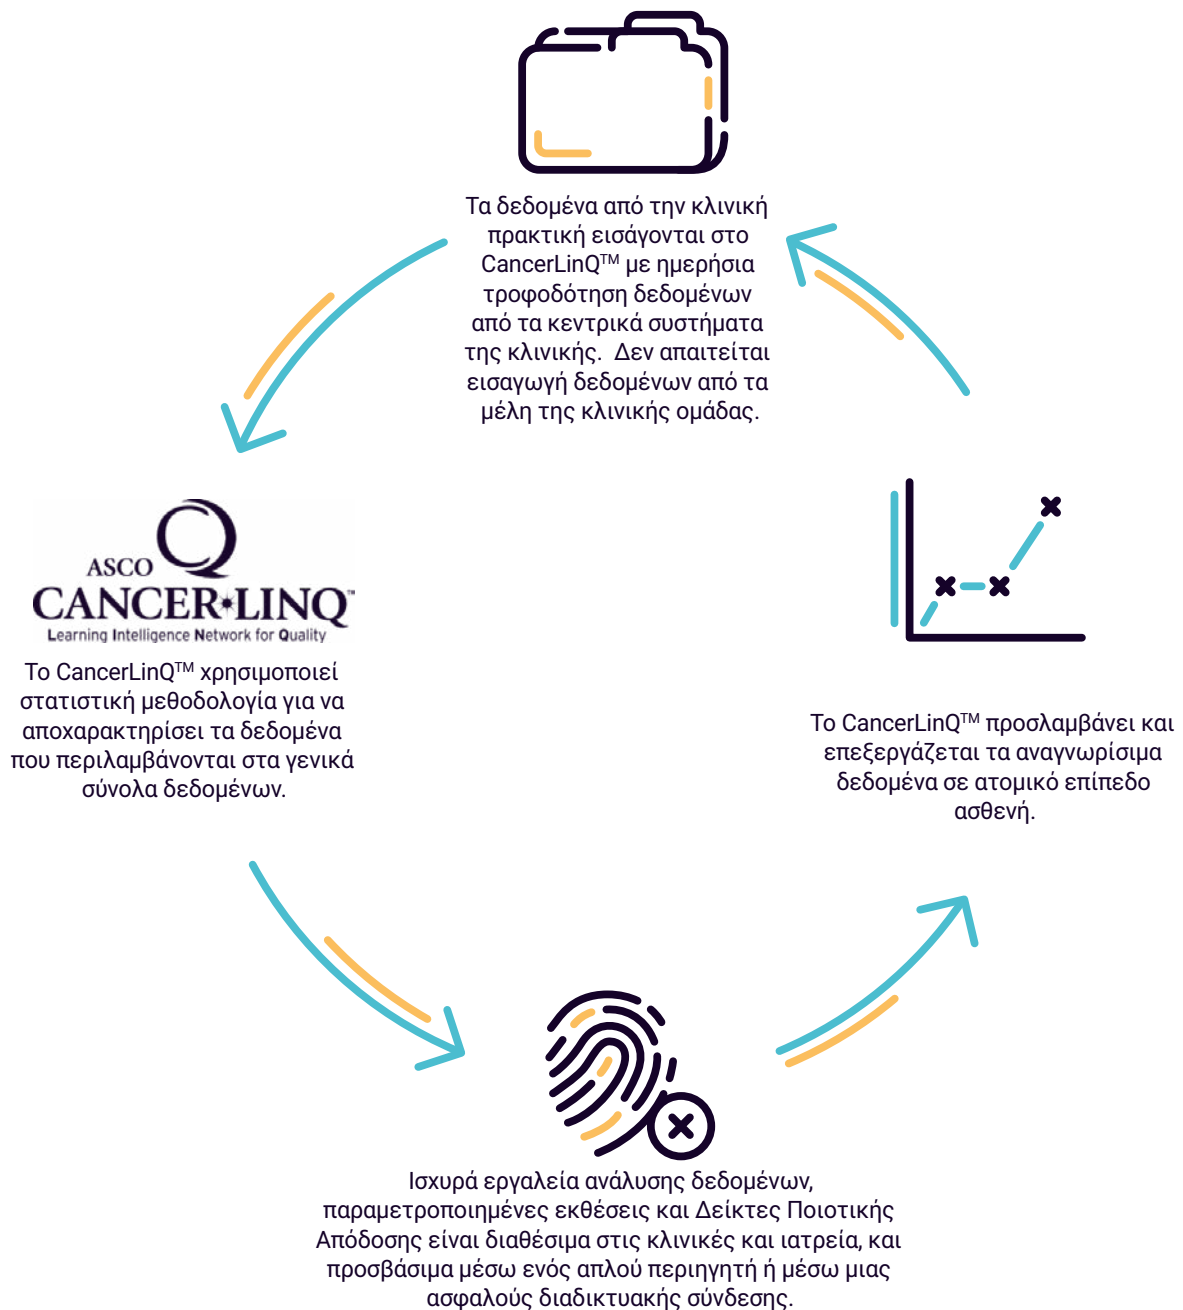 Τα δεδομένα από την κλινική
πρακτική εισάγονται στο
CancerLinQ™ με ημερήσια
τροφοδότηση δεδομένων
από τα κεντρικά συστήματα
της κλινικής.  Δεν απαιτείται
εισαγωγή δεδομένων από τα
μέλη της κλινικής ομάδας.
ASCO
CANCER LINQ™
Learning Intelligence Network for Quality
Το CancerLinQ™ χρησιμοποιεί
στατιστική μεθοδολογία για να
αποχαρακτηρίσει τα δεδομένα
που περιλαμβάνονται στα γενικά
σύνολα δεδομένων.
Το CancerLinQ™ προσλαμβάνει και
επεξεργάζεται τα αναγνωρίσιμα
δεδομένα σε ατομικό επίπεδο
ασθενή.
Ισχυρά εργαλεία ανάλυσης δεδομένων,
παραμετροποιημένες εκθέσεις και Δείκτες Ποιοτικής
Απόδοσης είναι διαθέσιμα στις κλινικές και ιατρεία, και
προσβάσιμα μέσω ενός απλού περιηγητή ή μέσω μιας
ασφαλούς διαδικτυακής σύνδεσης.